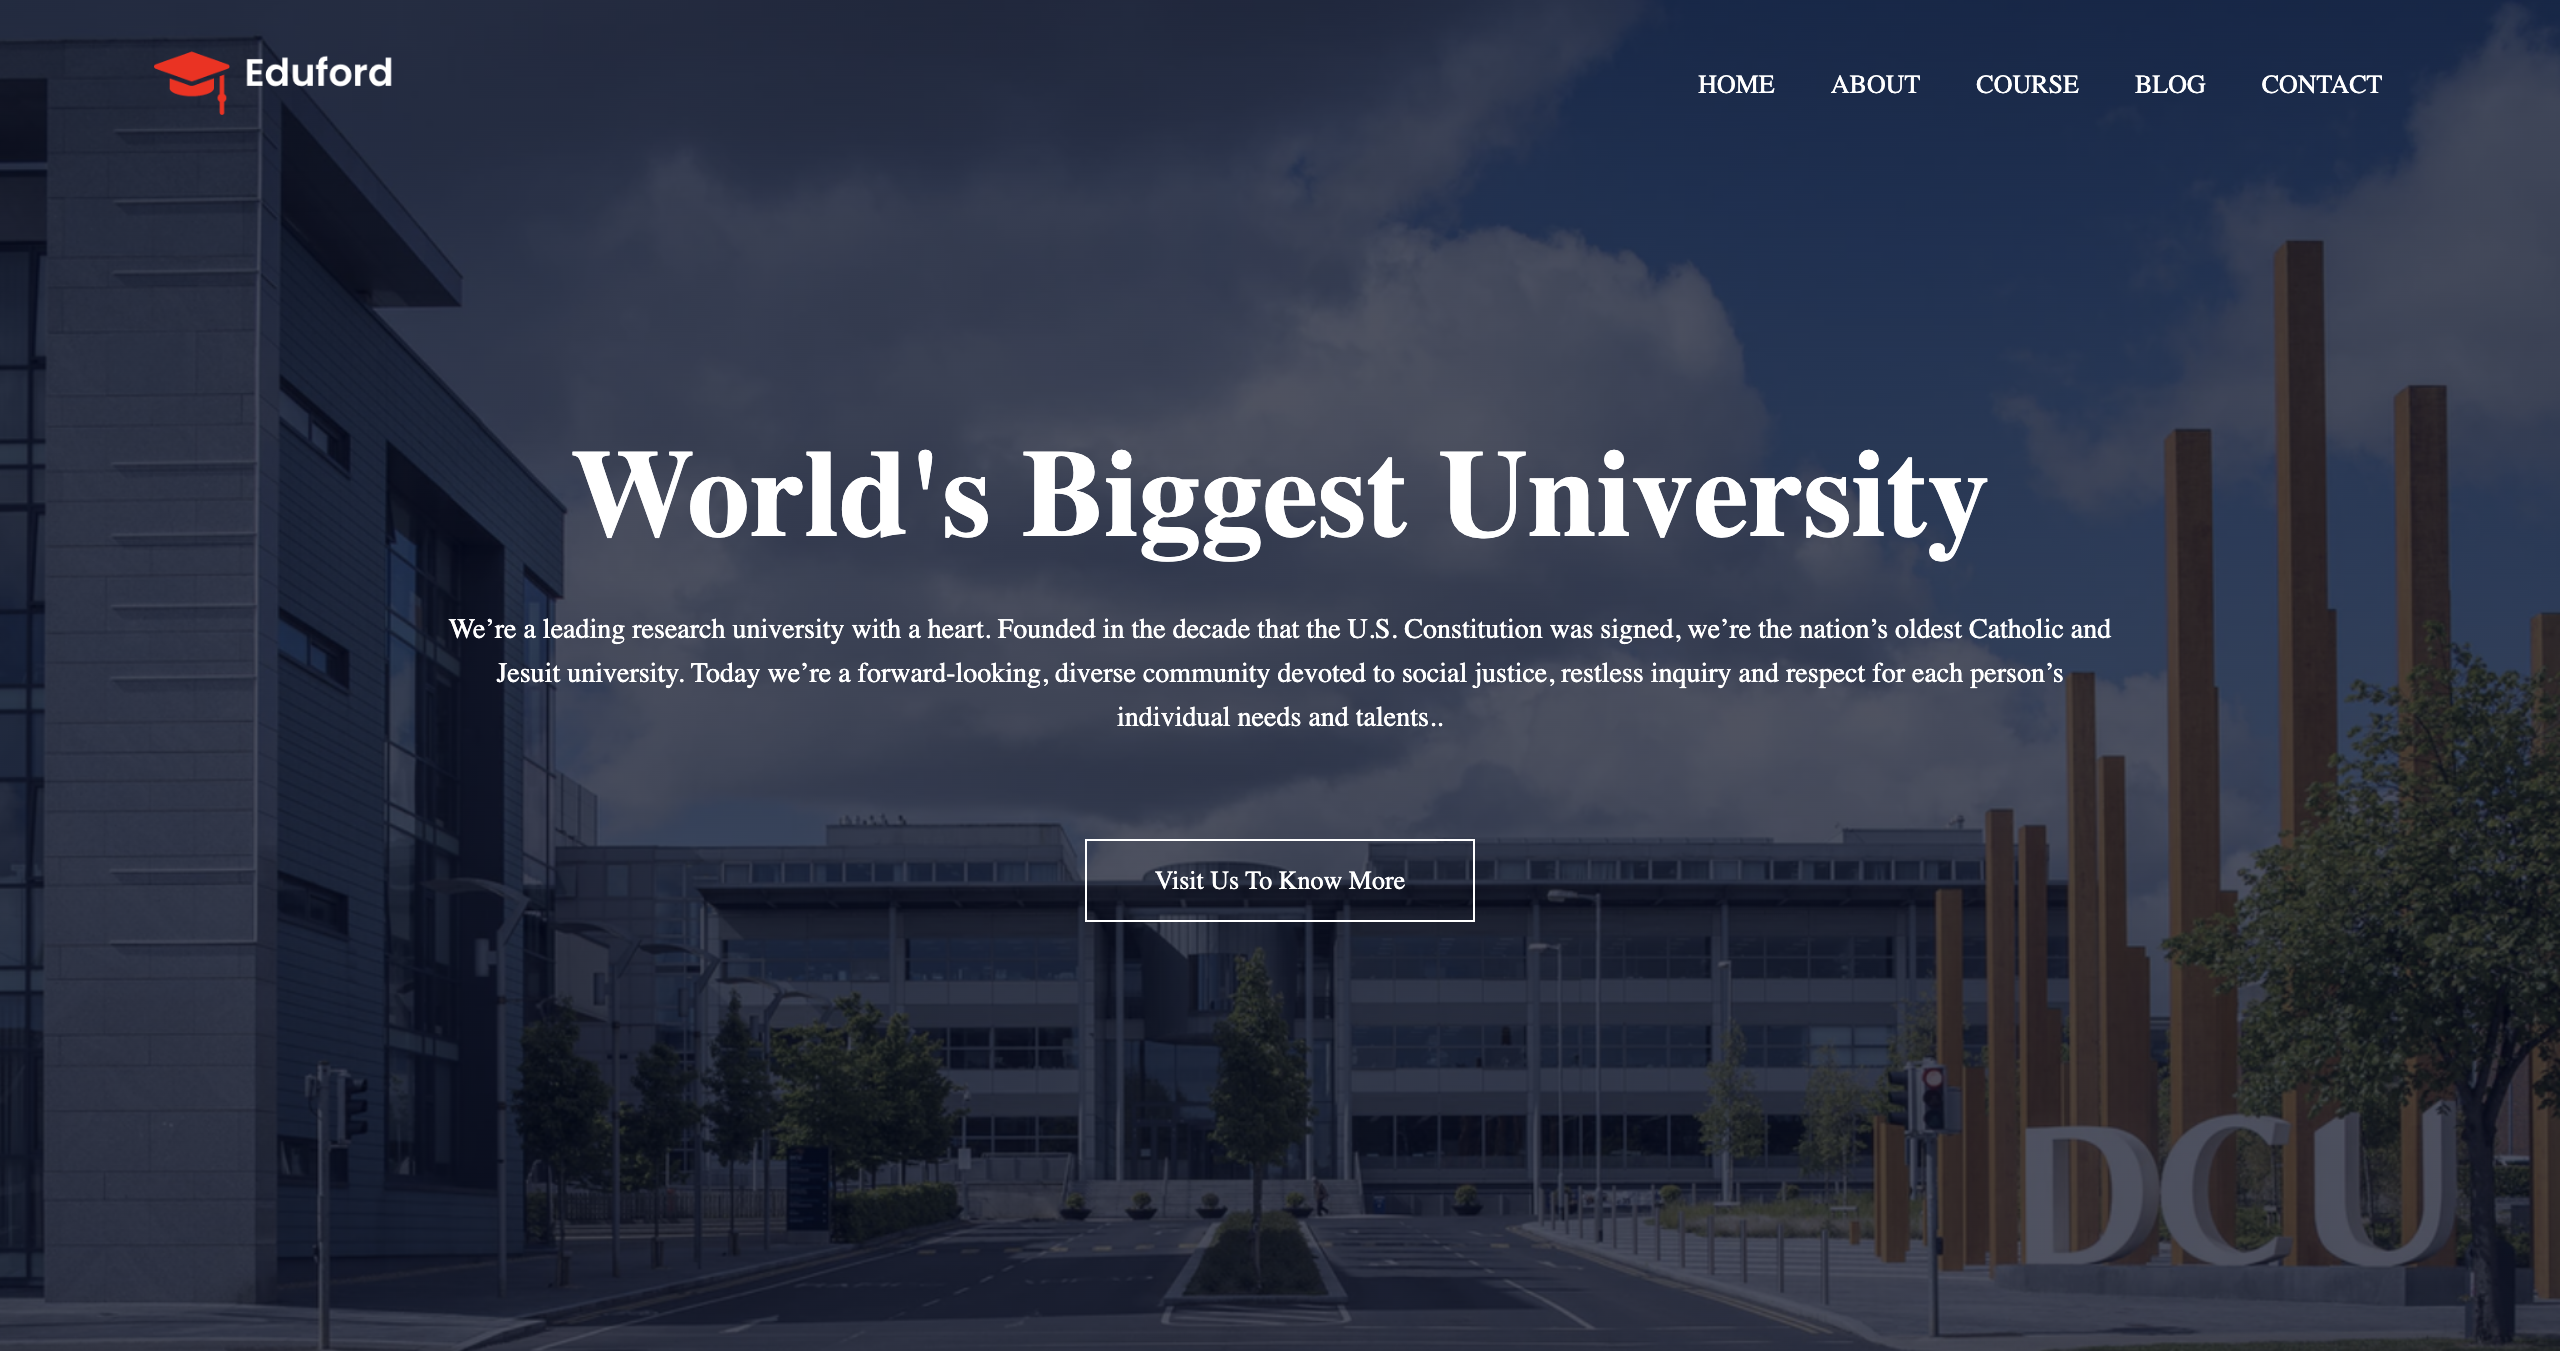 Eduford
HOME ABOUT COURSE BLOG CONTACT
World's Biggest University
We’re a leading research university with a heart. Founded in the decade that the U.S. Constitution was signed, we’re the nation’s oldest Catholic and
Jesuit university. Today we’re a forward-looking, diverse community devoted to social justice, restless inquiry and respect for each person’s
individual needs and talents..
Visit Us To Know More
DCU